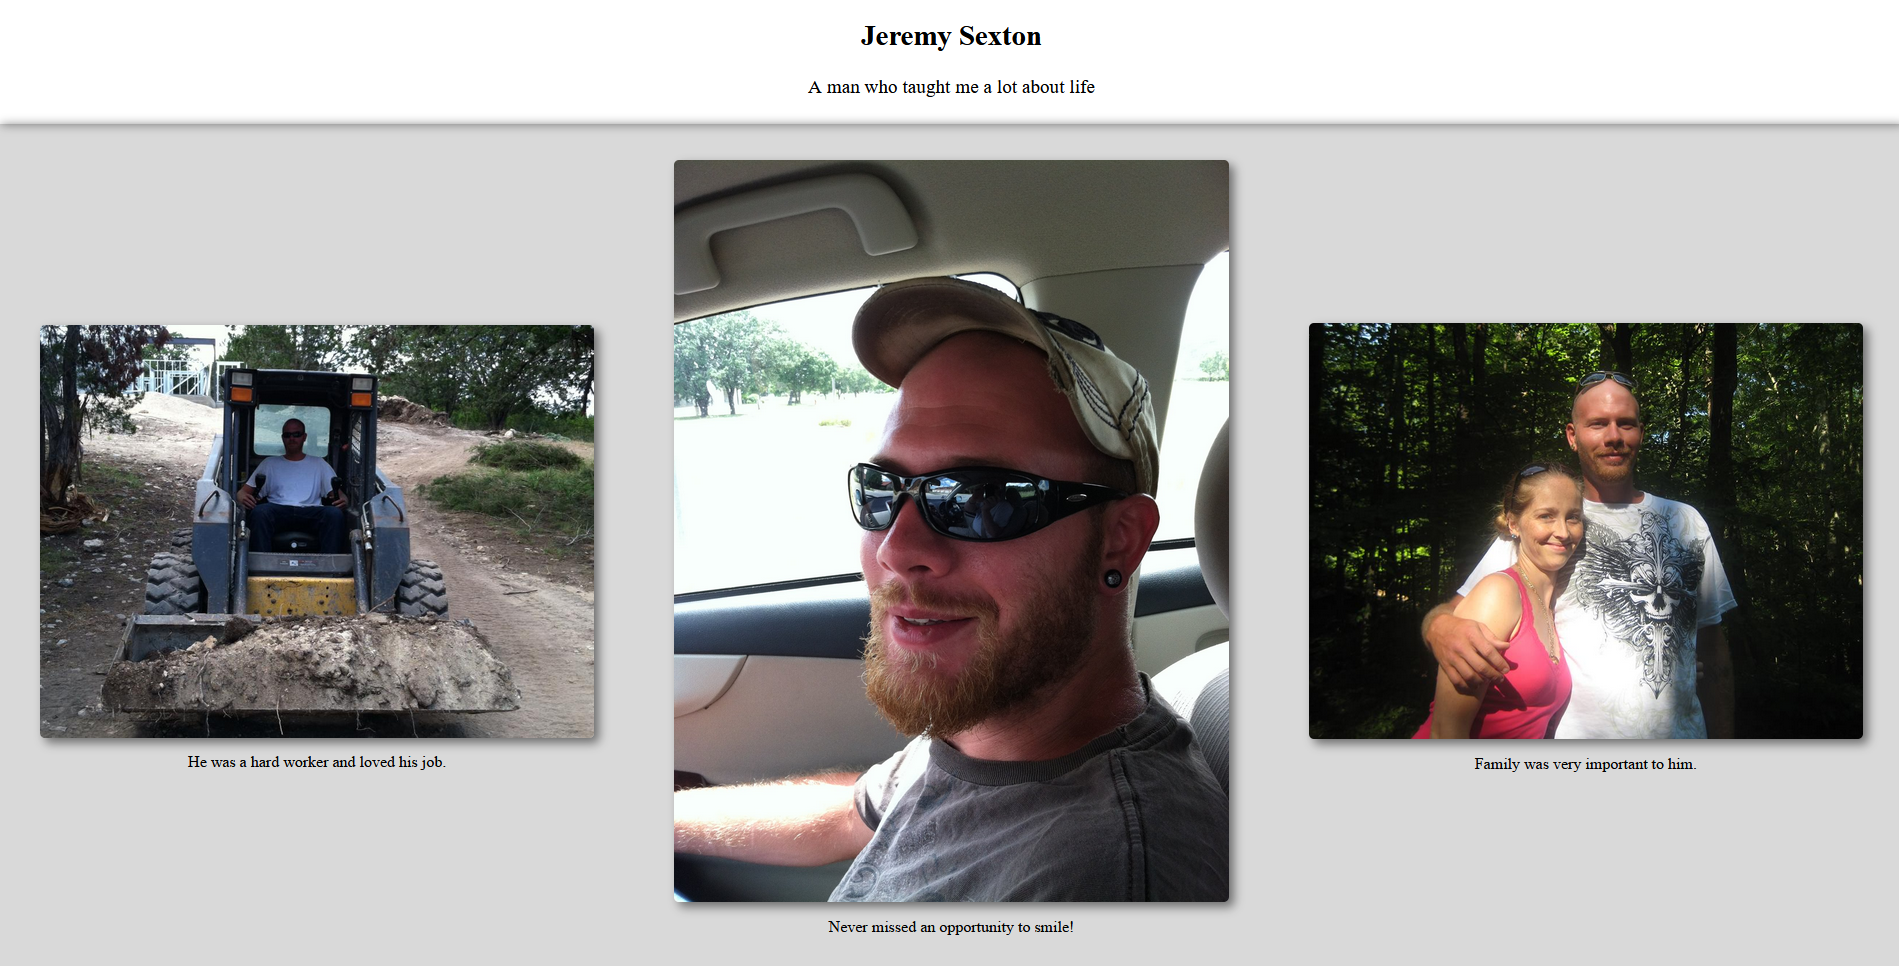 Jeremy Sexton
A man who taught me a lot about life
He was a hard worker and loved his job.
Never missed an opportunity to smile!
Family was very important to him.